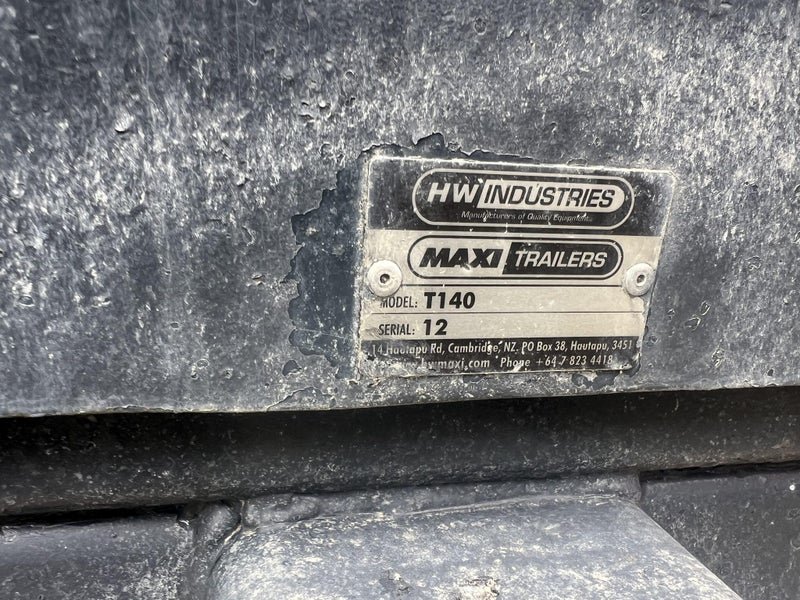 HW INDUSTRIES
Manufacturers of Quality Equipment
MAXI TRAILERS
MODEL: T140
SERIAL: 12
14 Hautapu Rd, Cambridge, NZ. PO Box 38, Hautapu, 3451
hwmaxi.com Phone +64 7 823 4418